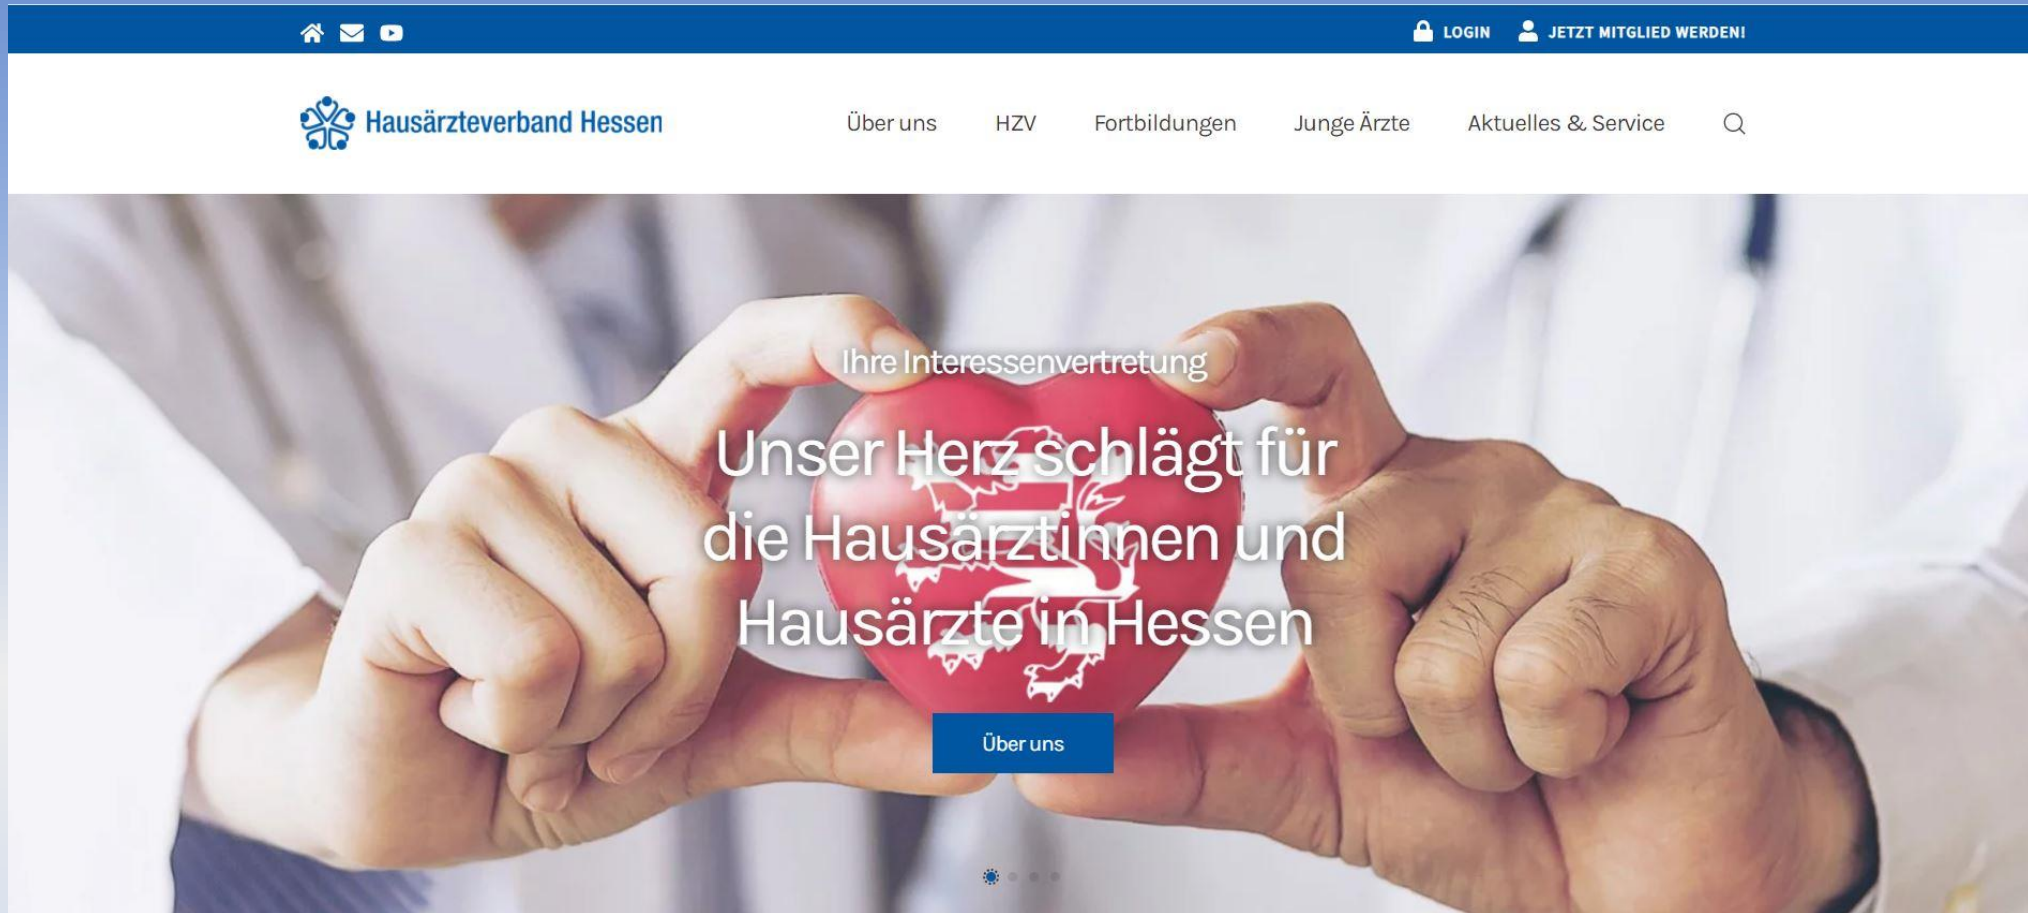 LOGIN
JETZT MITGLIED WERDEN!
Hausärzteverband Hessen
Über uns
HZV
Fortbildungen
Junge Ärzte
Aktuelles & Service
Ihre Interessenvertretung
Unser Herz schlägt für
die Hausärztinnen und
Hausärzte in Hessen
Über uns